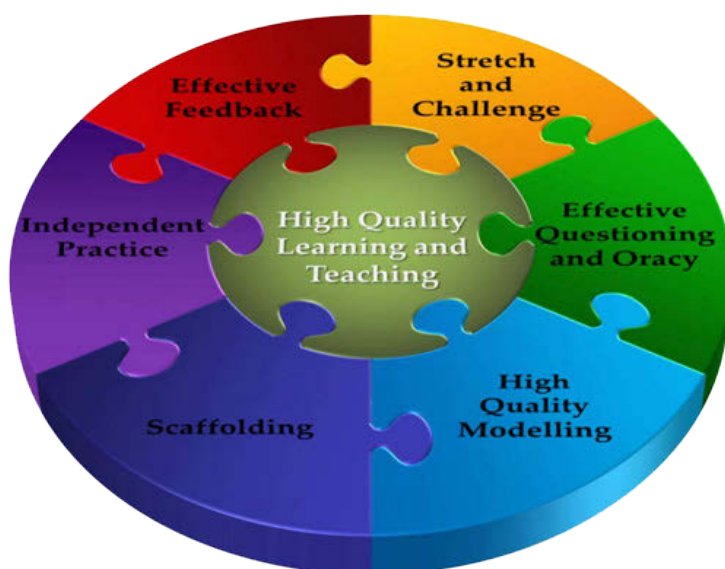 Effective
Feedback
Stretch
and
Challenge
Independent
Practice
High Quality
Learning and
Teaching
Effective
Questioning
and Oracy
Scaffolding
High
Quality
Modelling